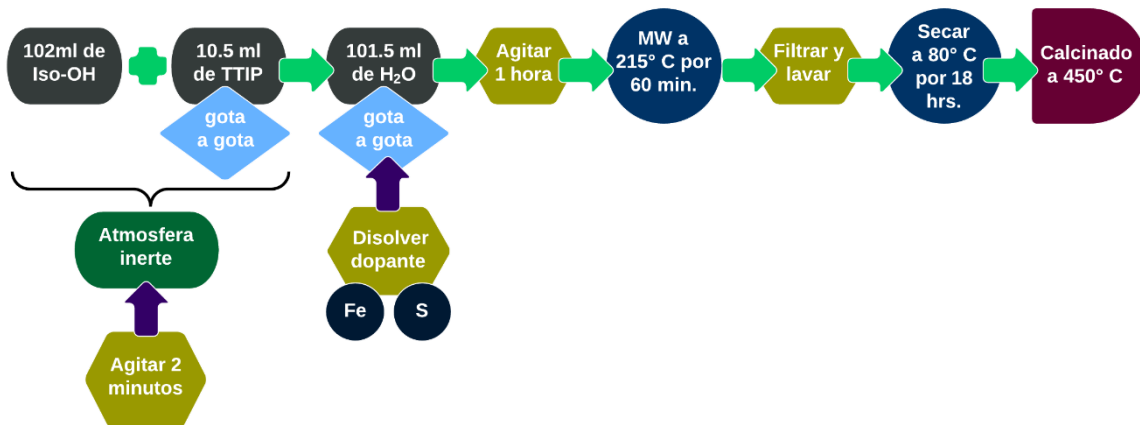 102ml de
Iso-OH
10.5 ml
de TTIP
gota
a gota
101.5 ml
de H₂O
gota
a gota
Agitar
1 hora
MW a
215° C por
60 min.
Filtrar y
lavar
Secar
a 80° C
por 18
hrs.
Calcinado
a 450° C
Atmosfera
inerte
Agitar 2
minutos
Disolver
dopante
Fe
S